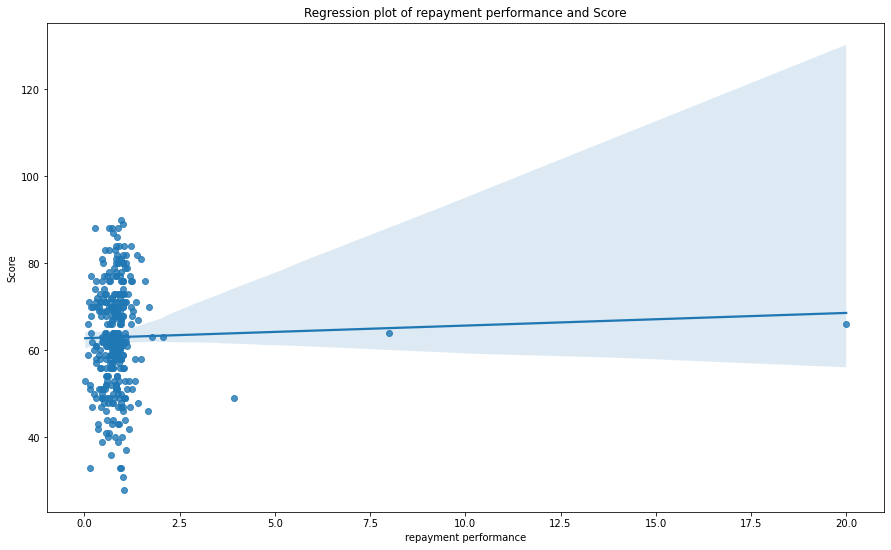 Regression plot of repayment performance and Score
120
100
80
60
40
Score
0.0 2.5 5.0 7.5 10.0 12.5 15.0 17.5 20.0
repayment performance